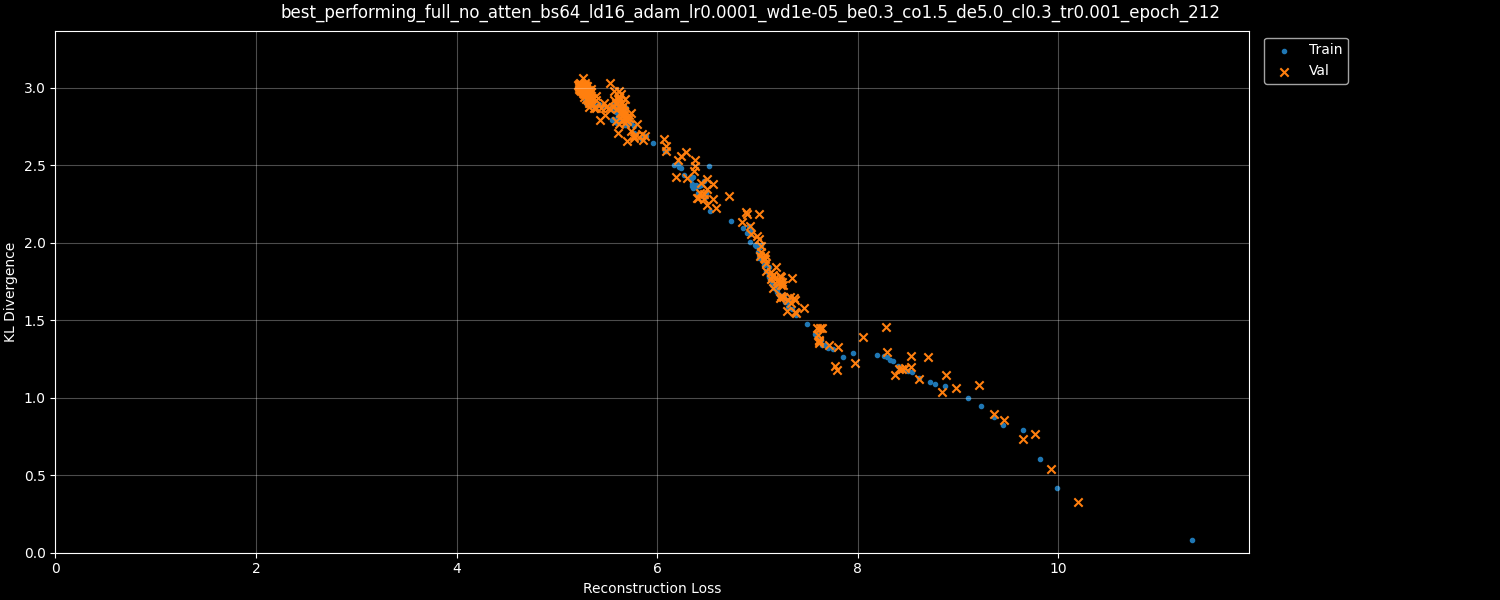 best_performing_full_no_atten_bs64_ld16_adam_lr0.0001_wd1e-05_be0.3_co1.5_de5.0_cl0.3_tr0.001_epoch_212
Train
Val
KL Divergence
3.0
2.5
2.0
1.5
1.0
0.5
0.0
0 2 4 6 8 10
Reconstruction Loss